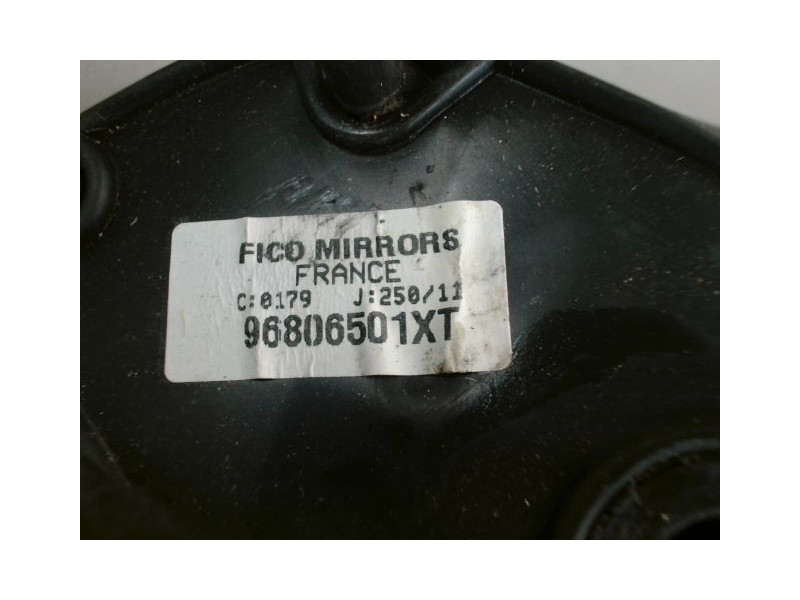 FICO MIRRORS
FRANCE
C:0179 J:250/11
96806501XT